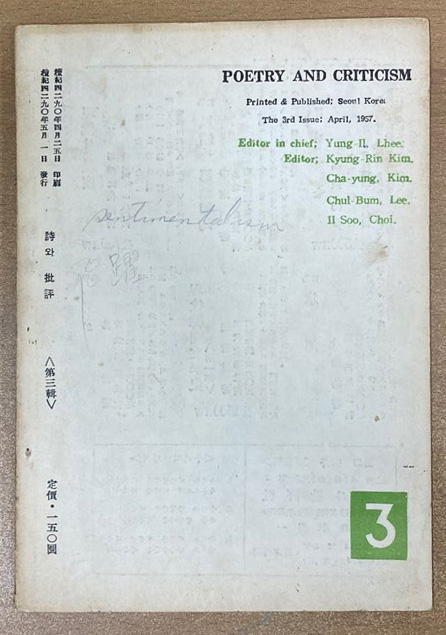 POETRY AND CRITICISM
Printed & Published: Seoul Korea
The 3rd Issue: April, 1957.
Editor in chief; Yung-Il, Lhee.
Editor; Kyung-Rin Kim.
Cha-yung, Kim.
Chul-Bum, Lee.
Il Soo, Choi.
檀紀四二九〇年四月二五日 印刷
檀紀四二九〇年五月一日 發行
詩와 批評
〈第三輯〉
定價・一五〇圜
sentimentalism
躍
3